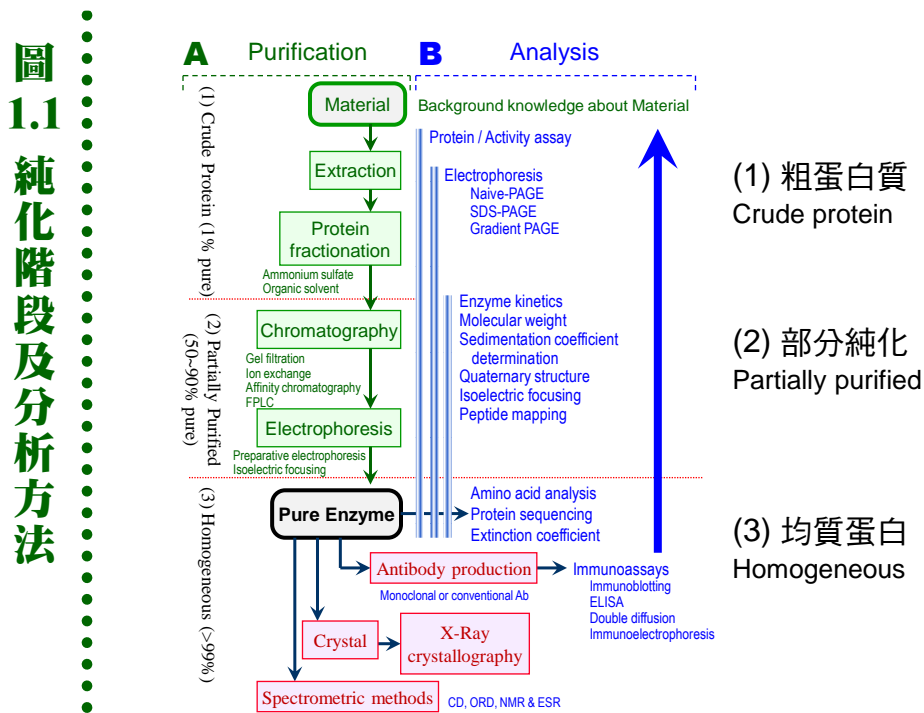 圖 1.1 純化階段及分析方法
A Purification
B Analysis
(1) Crude Protein (1% pure)
Material
Background knowledge about Material
Protein / Activity assay
Extraction
Electrophoresis
Naive-PAGE
SDS-PAGE
Gradient PAGE
Protein
fractionation
Ammonium sulfate
Organic solvent
(2) Partially Purified
(50~90% pure)
Chromatography
Gel filtration
Ion exchange
Affinity chromatography
FPLC
Enzyme kinetics
Molecular weight
Sedimentation coefficient
determination
Quaternary structure
Isoelectric focusing
Peptide mapping
Electrophoresis
Preparative electrophoresis
Isoelectric focusing
(3) Homogeneous (>99%)
Pure Enzyme
Amino acid analysis
Protein sequencing
Extinction coefficient
Antibody production
Monoclonal or conventional Ab
Immunoassays
Immunoblotting
ELISA
Double diffusion
Immunoelectrophoresis
Crystal
X-Ray
crystallography
Spectrometric methods
CD, ORD, NMR & ESR
(1) 粗蛋白質
Crude protein
(2) 部分純化
Partially purified
(3) 均質蛋白
Homogeneous